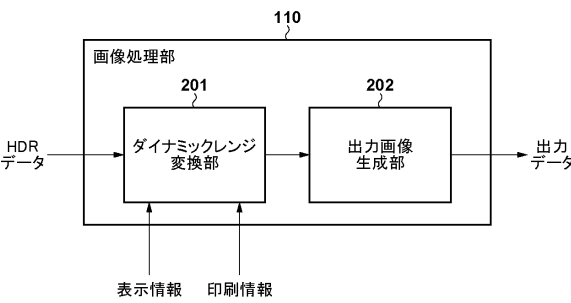 110
画像処理部
201
202
ダイナミックレンジ
変換部
出力画像
生成部
HDR
データ
出力
データ
表示情報
印刷情報